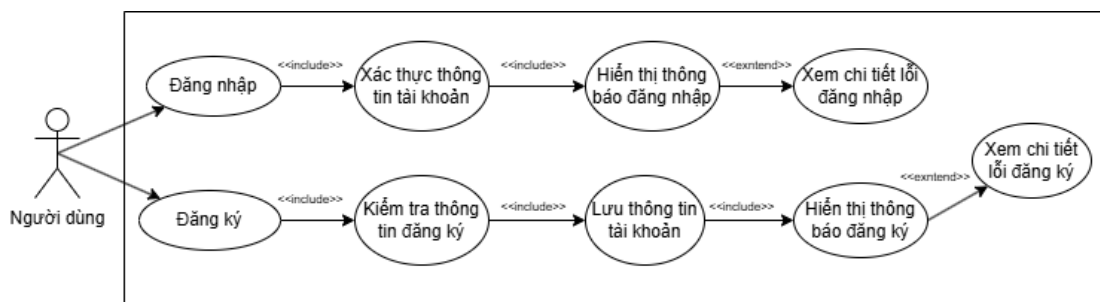 <<include>>
<<include>>
<<exntend>>
Đăng nhập
Xác thực thông
tin tài khoản
Hiển thị thông
báo đăng nhập
Xem chi tiết lỗi
đăng nhập
Người dùng
Xem chi tiết
lỗi đăng ký
<<exntend>>
<<include>>
<<include>>
<<include>>
Đăng ký
Kiểm tra thông
tin đăng ký
Lưu thông tin
tài khoản
Hiển thị thông
báo đăng ký